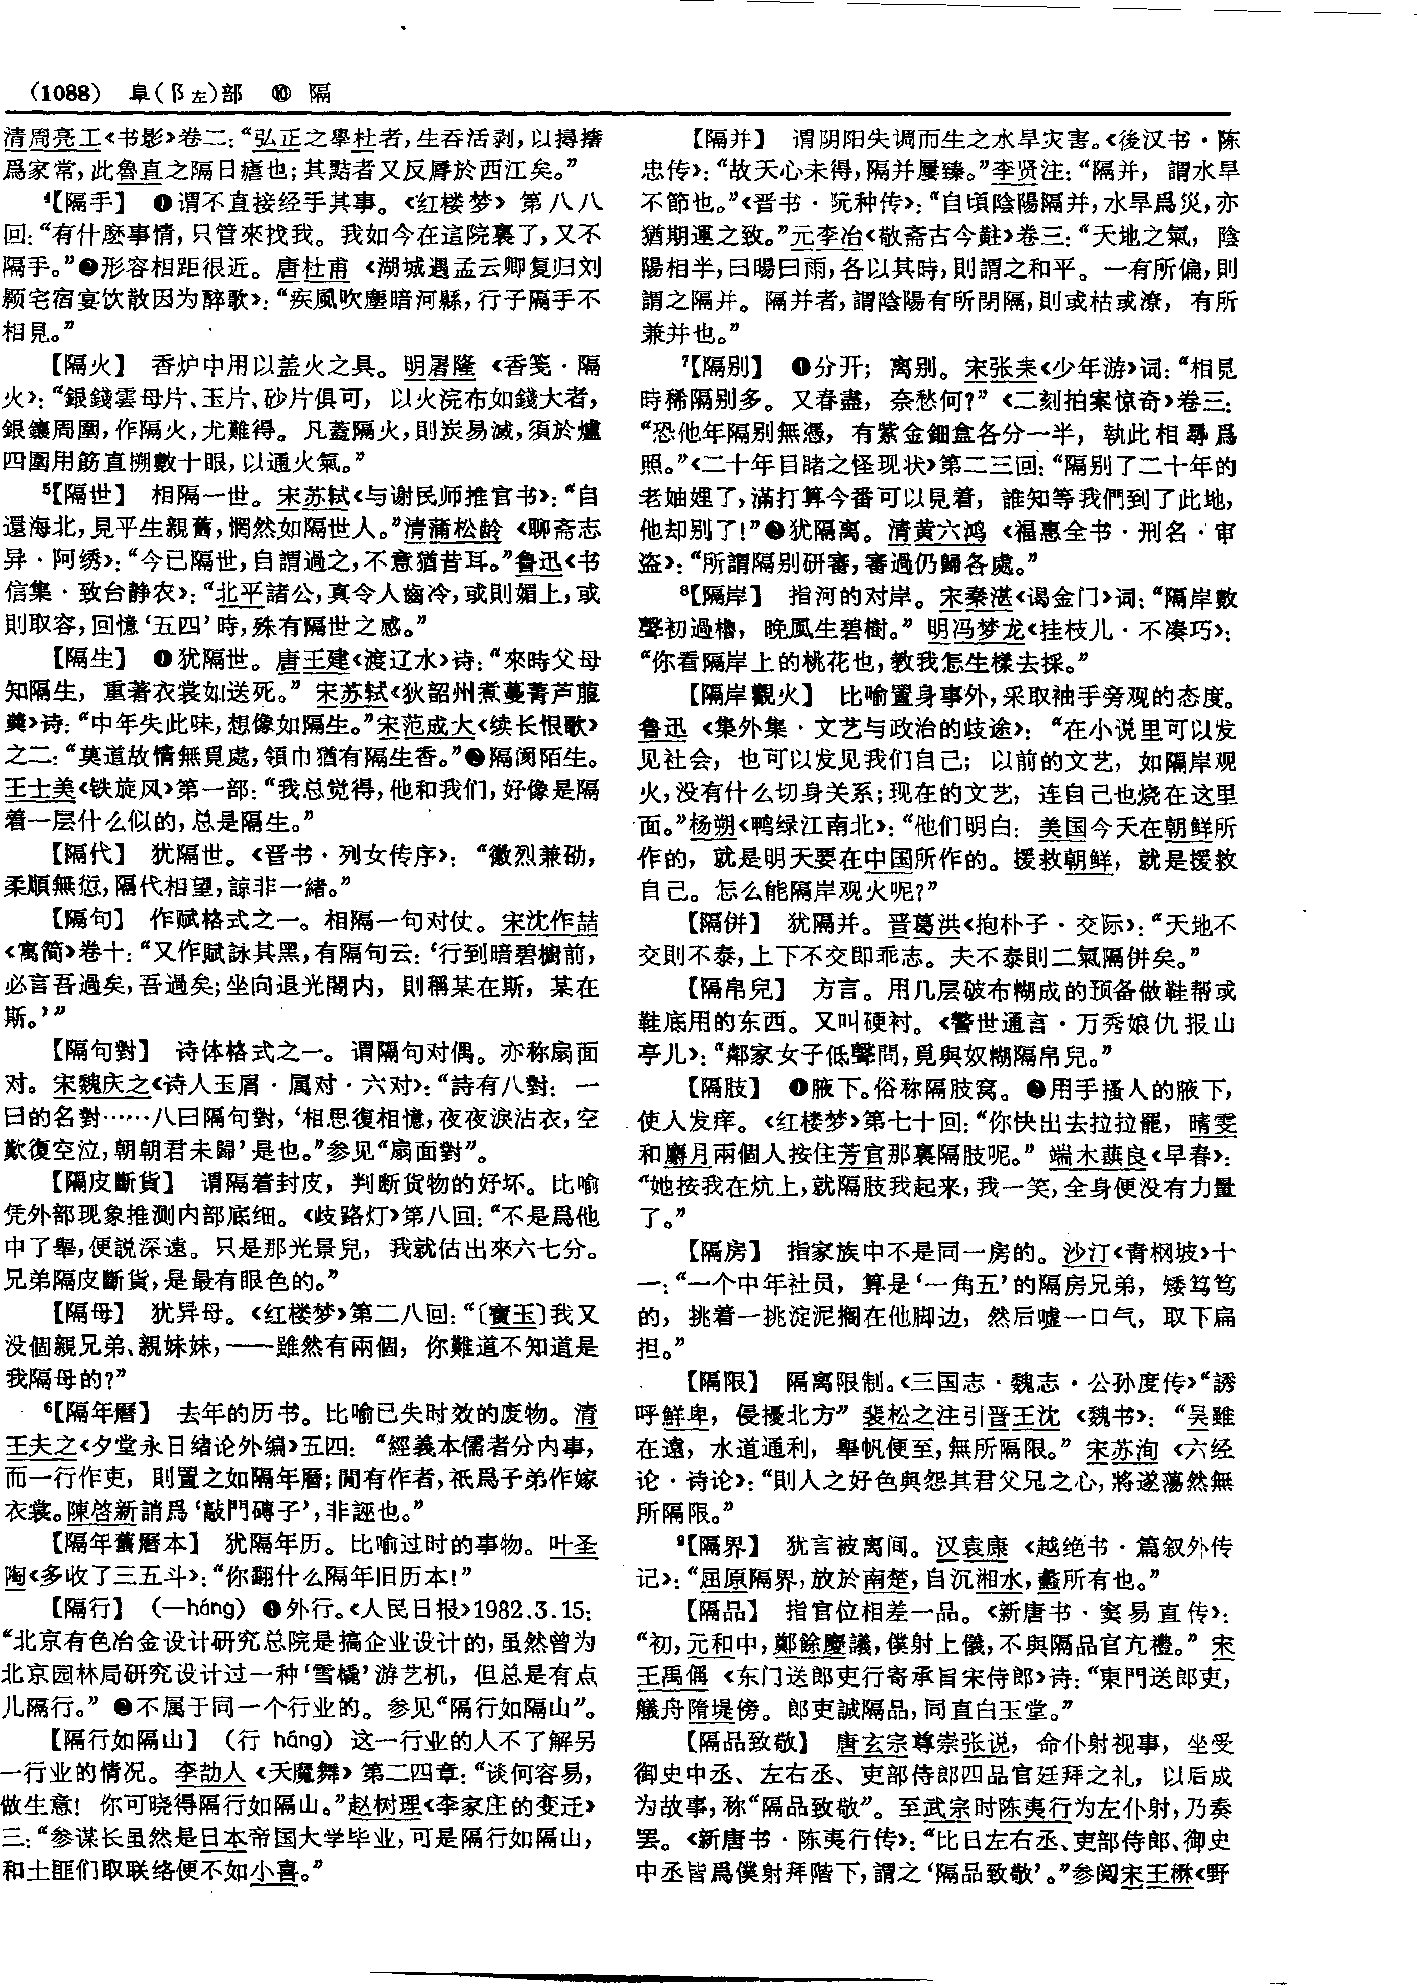 (1088) 阜(阝左)部 ⑩ 隔
清周亮工《书影》卷二：“弘正之舉杜者，生吞活剥，以撏撦
爲家常，此魯直之隔日瘧也；其黠者又反脣於西江矣。”
4【隔手】 ❶谓不直接经手其事。《红楼梦》第八八
回：“有什麽事情，只管來找我。我如今在這院裏了，又不
隔手。”❷形容相距很近。唐杜甫《湖城遇孟云卿复归刘
颢宅宿宴饮散因为醉歌》：“疾風吹塵暗河縣，行子隔手不
相見。”
【隔火】 香炉中用以盖火之具。明屠隆《香笺·隔
火》：“銀錢雲母片、玉片、砂片俱可，以火浣布如錢大者，
銀鑲周圍，作隔火，尤難得。凡蓋隔火，則炭易滅，須於爐
四圍用筯直搠數十眼，以通火氣。”
5【隔世】 相隔一世。宋苏轼《与谢民师推官书》：“自
還海北，見平生親舊，惘然如隔世人。”清蒲松龄《聊斋志
异·阿绣》：“今已隔世，自謂過之，不意猶昔耳。”鲁迅《书
信集·致台静农》：“北平諸公，真令人齒冷，或則媚上，或
則取容，回憶‘五四’時，殊有隔世之感。”
【隔生】 ❶犹隔世。唐王建《渡辽水》诗：“來時父母
知隔生，重著衣裳如送死。”宋苏轼《狄韶州煮蔓菁芦菔
羹》诗：“中年失此味，想像如隔生。”宋范成大《续长恨歌》
之二：“莫道故情無覓處，領巾猶有隔生香。”❷隔阂陌生。
王士美《铁旋风》第一部：“我总觉得，他和我们，好像是隔
着一层什么似的，总是隔生。”
【隔代】 犹隔世。《晋书·列女传序》：“徽烈兼劭，
柔順無愆，隔代相望，諒非一緒。”
【隔句】 作赋格式之一。相隔一句对仗。宋沈作喆
《寓简》卷十：“又作賦詠其黑，有隔句云：‘行到暗碧樹前，
必言吾過矣，吾過矣；坐向退光閣内，則稱某在斯，某在
斯。’”
【隔句對】 诗体格式之一。谓隔句对偶。亦称扇面
对。宋魏庆之《诗人玉屑·属对·六对》：“詩有八對：一
曰的名對……八曰隔句對，‘相思復相憶，夜夜淚沾衣，空
歎復空泣，朝朝君未歸’是也。”参见“扇面對”。
【隔皮斷貨】 谓隔着封皮，判断货物的好坏。比喻
凭外部现象推测内部底细。《歧路灯》第八回：“不是爲他
中了舉，便説深遠。只是那光景兒，我就估出來六七分。
兄弟隔皮斷貨，是最有眼色的。”
【隔母】 犹异母。《红楼梦》第二八回：“〔寶玉〕我又
没個親兄弟、親妹妹，——雖然有兩個，你難道不知道是
我隔母的？”
6【隔年曆】 去年的历书。比喻已失时效的废物。清
王夫之《夕堂永日绪论外编》五四：“經義本儒者分内事，
而一行作吏，則置之如隔年曆；閒有作者，祇爲子弟作嫁
衣裳。陳啓新誚爲‘敲門磚子’，非誣也。”
【隔年舊曆本】 犹隔年历。比喻过时的事物。叶圣
陶《多收了三五斗》：“你翻什么隔年旧历本！”
【隔行】 （—háng）❶外行。《人民日报》1982.3.15：
“北京有色冶金设计研究总院是搞企业设计的，虽然曾为
北京园林局研究设计过一种‘雪橇’游艺机，但总是有点
儿隔行。”❷不属于同一个行业的。参见“隔行如隔山”。
【隔行如隔山】 （行 háng）这一行业的人不了解另
一行业的情况。李劼人《天魔舞》第二四章：“谈何容易，
做生意！你可晓得隔行如隔山。”赵树理《李家庄的变迁》
三：“参谋长虽然是日本帝国大学毕业，可是隔行如隔山，
和土匪们取联络便不如小喜。”
【隔并】 谓阴阳失调而生之水旱灾害。《後汉书·陈
忠传》：“故天心未得，隔并屢臻。”李贤注：“隔并，謂水旱
不節也。”《晋书·阮种传》：“自頃陰陽隔并，水旱爲災，亦
猶期運之致。”元李冶《敬斋古今黈》卷三：“天地之氣，陰
陽相半，曰暘曰雨，各以其時，則謂之和平。一有所偏，則
謂之隔并。隔并者，謂陰陽有所閉隔，則或枯或潦，有所
兼并也。”
7【隔别】 ❶分开；离别。宋张耒《少年游》词：“相見
時稀隔别多。又春盡，奈愁何？”《二刻拍案惊奇》卷三：
“恐他年隔别無憑，有紫金鈿盒各分一半，執此相尋爲
照。”《二十年目睹之怪现状》第二三回：“隔别了二十年的
老妯娌了，滿打算今番可以見着，誰知等我們到了此地，
他却别了！”❷犹隔离。清黄六鸿《福惠全书·刑名·审
盗》：“所謂隔别研審，審過仍歸各處。”
8【隔岸】 指河的对岸。宋秦湛《谒金门》词：“隔岸數
聲初過櫓，晚風生碧樹。”明冯梦龙《挂枝儿·不凑巧》：
“你看隔岸上的桃花也，教我怎生樣去採。”
【隔岸觀火】 比喻置身事外，采取袖手旁观的态度。
鲁迅《集外集·文艺与政治的歧途》：“在小说里可以发
见社会，也可以发见我们自己；以前的文艺，如隔岸观
火，没有什么切身关系；现在的文艺，连自己也烧在这里
面。”杨朔《鸭绿江南北》：“他们明白：美国今天在朝鲜所
作的，就是明天要在中国所作的。援救朝鲜，就是援救
自己。怎么能隔岸观火呢？”
【隔併】 犹隔并。晋葛洪《抱朴子·交际》：“天地不
交則不泰，上下不交即乖志。夫不泰則二氣隔併矣。”
【隔帛兒】 方言。用几层破布糊成的预备做鞋帮或
鞋底用的东西。又叫硬衬。《警世通言·万秀娘仇报山
亭儿》：“鄰家女子低聲問，覓與奴糊隔帛兒。”
【隔肢】 ❶腋下。俗称隔肢窝。❷用手搔人的腋下，
使人发痒。《红楼梦》第七十回：“你快出去拉拉罷，晴雯
和麝月兩個人按住芳官那裏隔肢呢。”端木蕻良《早春》：
“她按我在炕上，就隔肢我起来，我一笑，全身便没有力量
了。”
【隔房】 指家族中不是同一房的。沙汀《青㭎坡》十
一：“一个中年社员，算是‘一角五’的隔房兄弟，矮笃笃
的，挑着一挑淀泥搁在他脚边，然后嘘一口气，取下扁
担。”
【隔限】 隔离限制。《三国志·魏志·公孙度传》“誘
呼鮮卑，侵擾北方”裴松之注引晋王沈《魏书》：“吴雖
在遠，水道通利，舉帆便至，無所隔限。”宋苏洵《六经
论·诗论》：“則人之好色與怨其君父兄之心，將遂蕩然無
所隔限。”
9【隔界】 犹言被离间。汉袁康《越绝书·篇叙外传
记》：“屈原隔界，放於南楚，自沉湘水，蠡所有也。”
【隔品】 指官位相差一品。《新唐书·窦易直传》：
“初，元和中，鄭餘慶議，僕射上儀，不與隔品官亢禮。”宋
王禹偁《东门送郎吏行寄承旨宋侍郎》诗：“東門送郎吏，
艤舟隋堤傍。郎吏誠隔品，同直白玉堂。”
【隔品致敬】 唐玄宗尊崇张说，命仆射视事，坐受
御史中丞、左右丞、吏部侍郎四品官廷拜之礼，以后成
为故事，称“隔品致敬”。至武宗时陈夷行为左仆射，乃奏
罢。《新唐书·陈夷行传》：“比日左右丞、吏部侍郎、御史
中丞皆爲僕射拜階下，謂之‘隔品致敬’。”参阅宋王楙《野